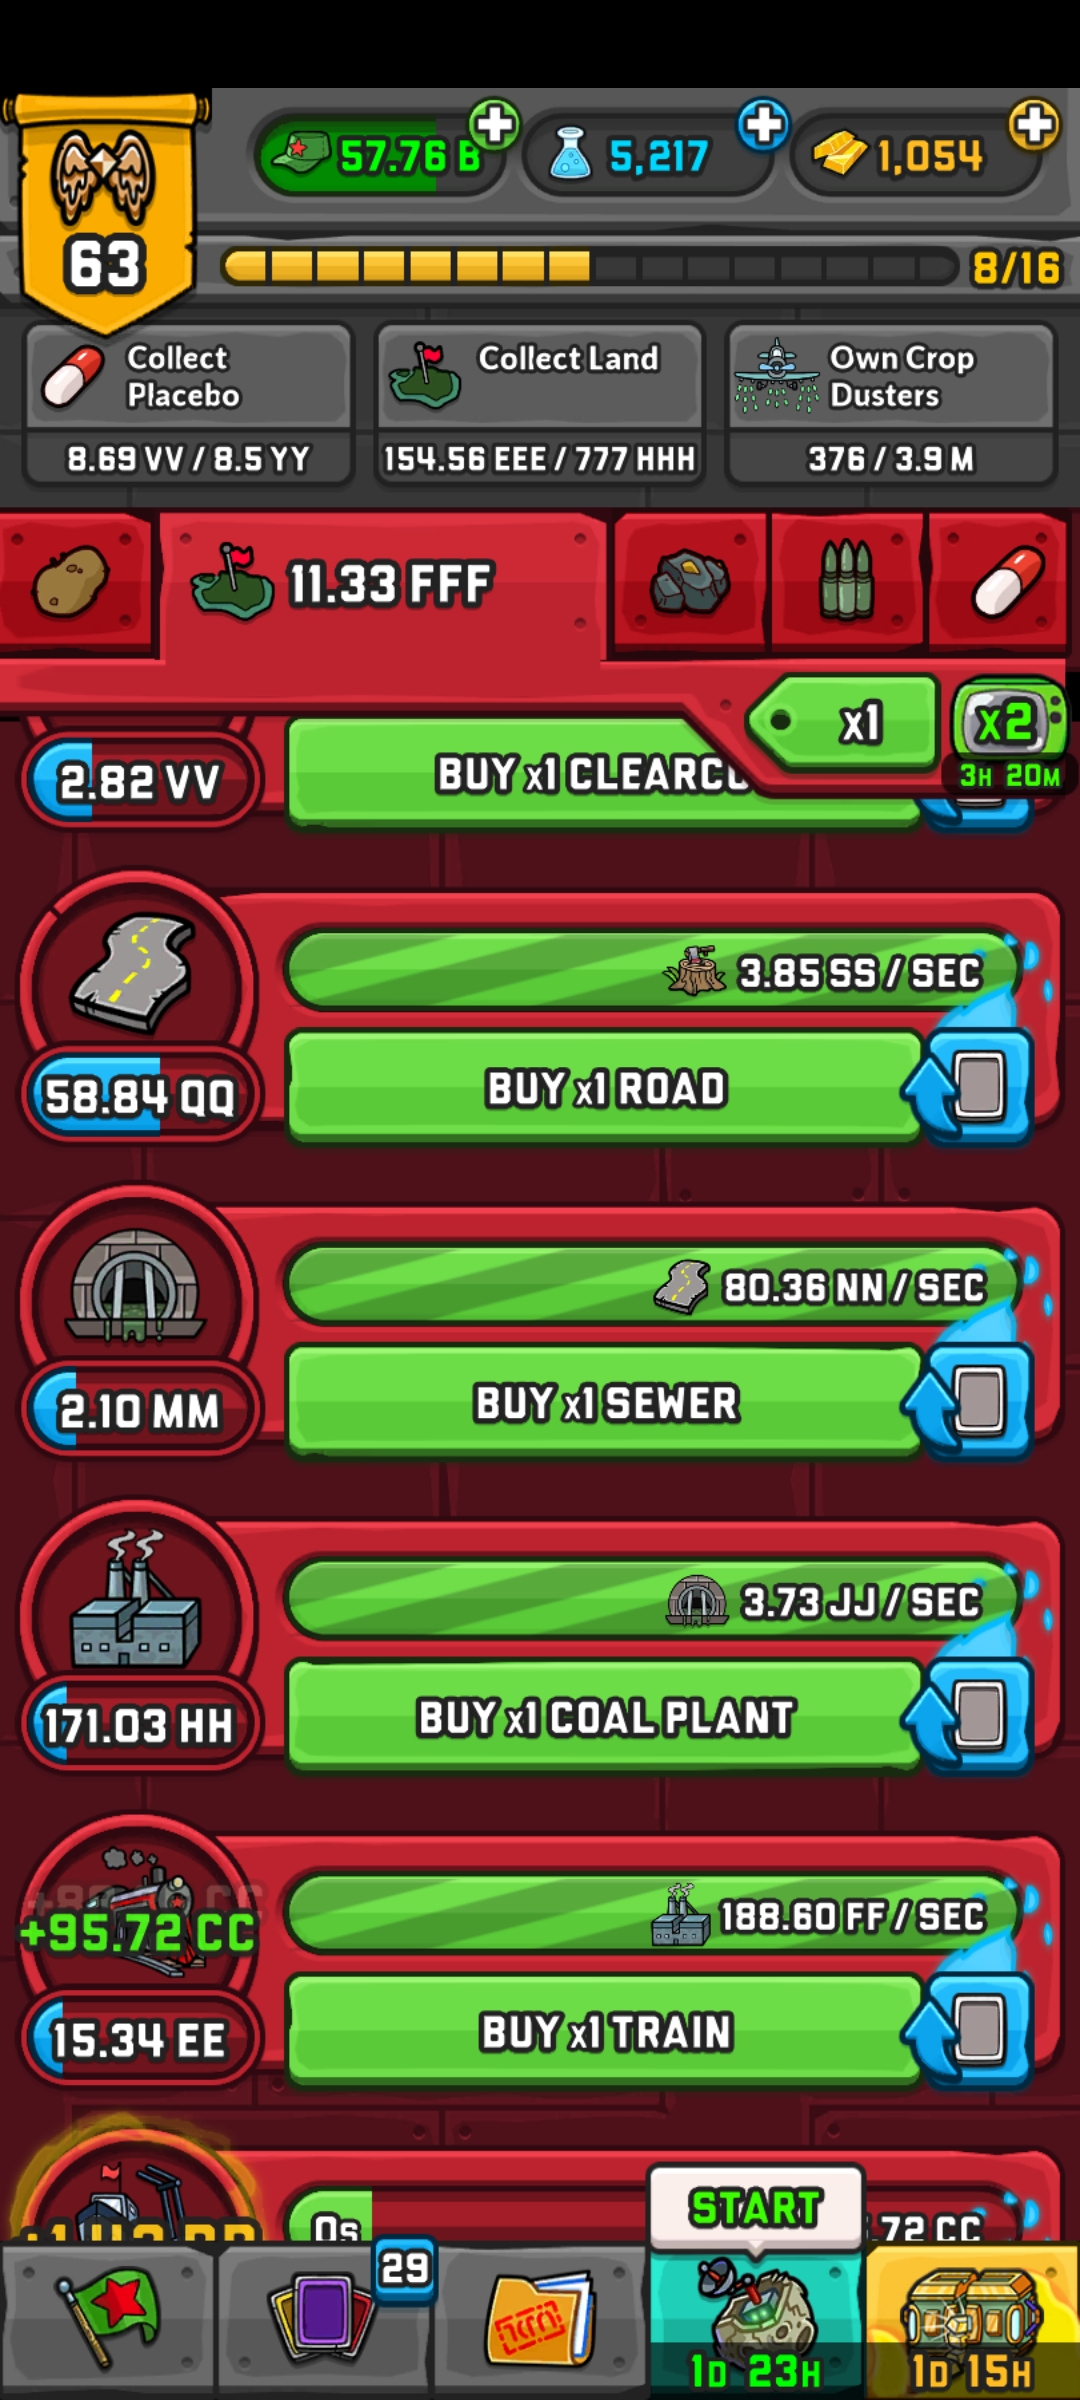 57.76 B
5,217
1,054
63
8/16
Collect
Placebo
8.69 VV / 8.5 YY
Collect Land
154.56 EEE / 777 HHH
Own Crop
Dusters
376 / 3.9 M
11.33 FFF
x1
x2
3H 20M
2.82 VV
BUY x1
3.85 SS / SEC
58.84 QQ
BUY x1 ROAD
80.36 NN / SEC
2.10 MM
BUY x1 SEWER
3.73 JJ / SEC
171.03 HH
BUY x1 COAL PLANT
+95.72 CC
188.60 FF / SEC
15.34 EE
BUY x1 TRAIN
0s
.72 CC
START
29
1D 23H
1D 15H